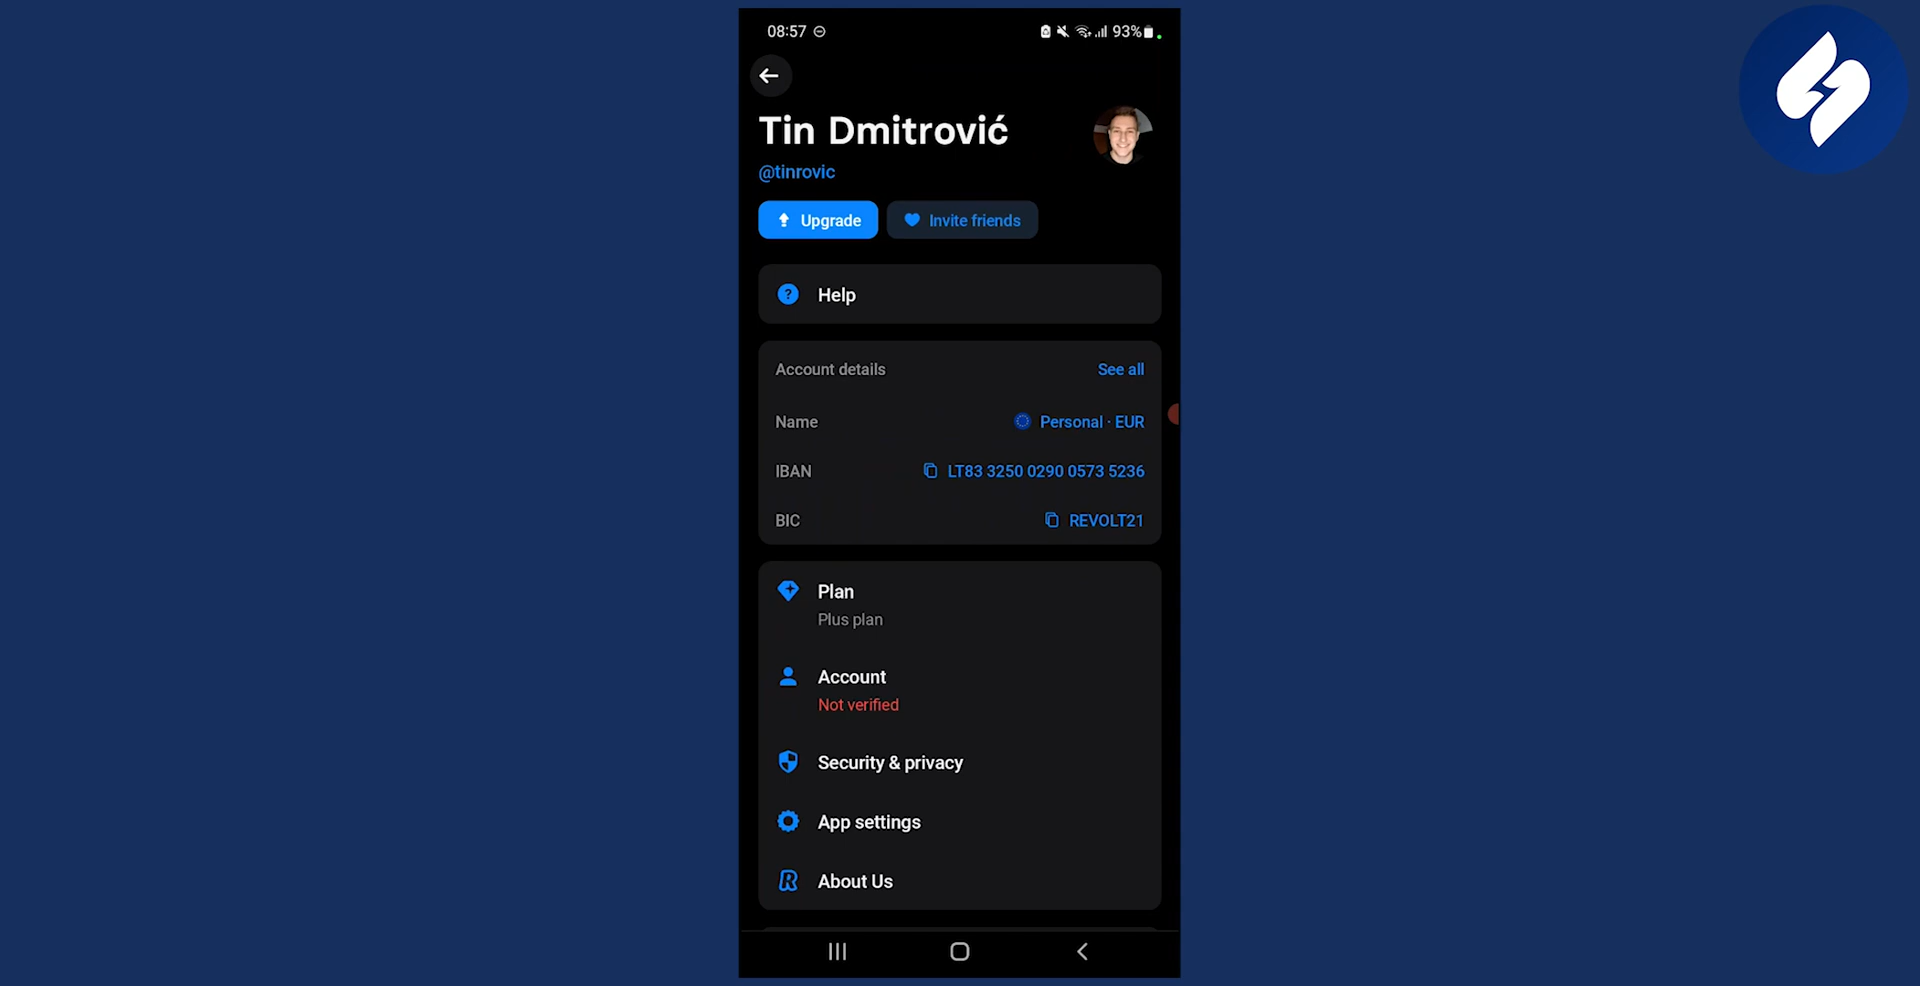 08:57
93%
Tin Dmitrović
@tinrovic
Upgrade
Invite friends
Help
Account details
See all
Name
Personal · EUR
IBAN
LT83 3250 0290 0573 5236
BIC
REVOLT21
Plan
Plus plan
Account
Not verified
Security & privacy
App settings
About Us